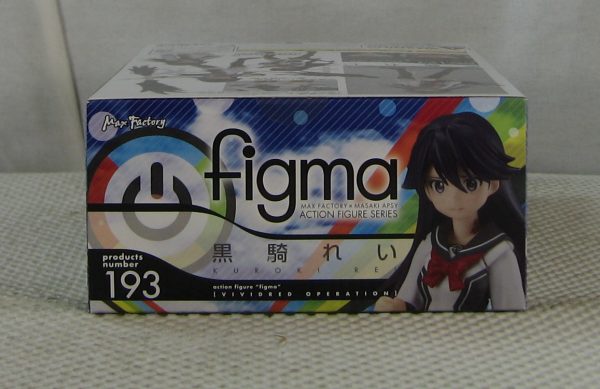 Max Factory
figma
MAX FACTORY × MASAKI APSY
ACTION FIGURE SERIES
黒騎れい
KUROKI REI
products
number
193
action figure "figma"
[VIVIDRED OPERATION]